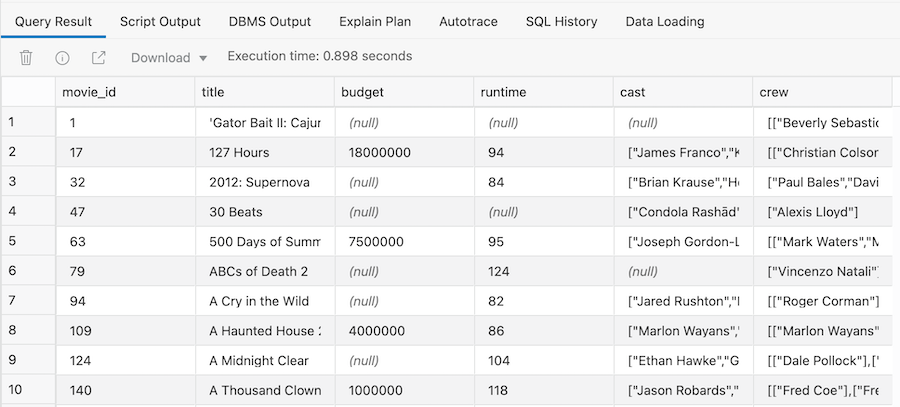 Query Result Script Output DBMS Output Explain Plan Autotrace SQL History Data Loading
Download Execution time: 0.898 seconds
movie_id title budget runtime cast crew
1 1 'Gator Bait II: Cajun (null) (null) (null) [["Beverly Sebastic
2 17 127 Hours 18000000 94 ["James Franco","K [["Christian Colson
3 32 2012: Supernova (null) 84 ["Brian Krause","He ["Paul Bales","Davi
4 47 30 Beats (null) (null) ["Condola Rashād" ["Alexis Lloyd"]
5 63 500 Days of Summ 7500000 95 ["Joseph Gordon-L [["Mark Waters","M
6 79 ABCs of Death 2 (null) 124 (null) ["Vincenzo Natali"
7 94 A Cry in the Wild (null) 82 ["Jared Rushton"," [["Roger Corman"]
8 109 A Haunted House 2 4000000 86 ["Marlon Wayans", [["Marlon Wayans"
9 124 A Midnight Clear (null) 104 ["Ethan Hawke","G [["Dale Pollock"],["
10 140 A Thousand Clown 1000000 118 ["Jason Robards"," [["Fred Coe"],["Fre